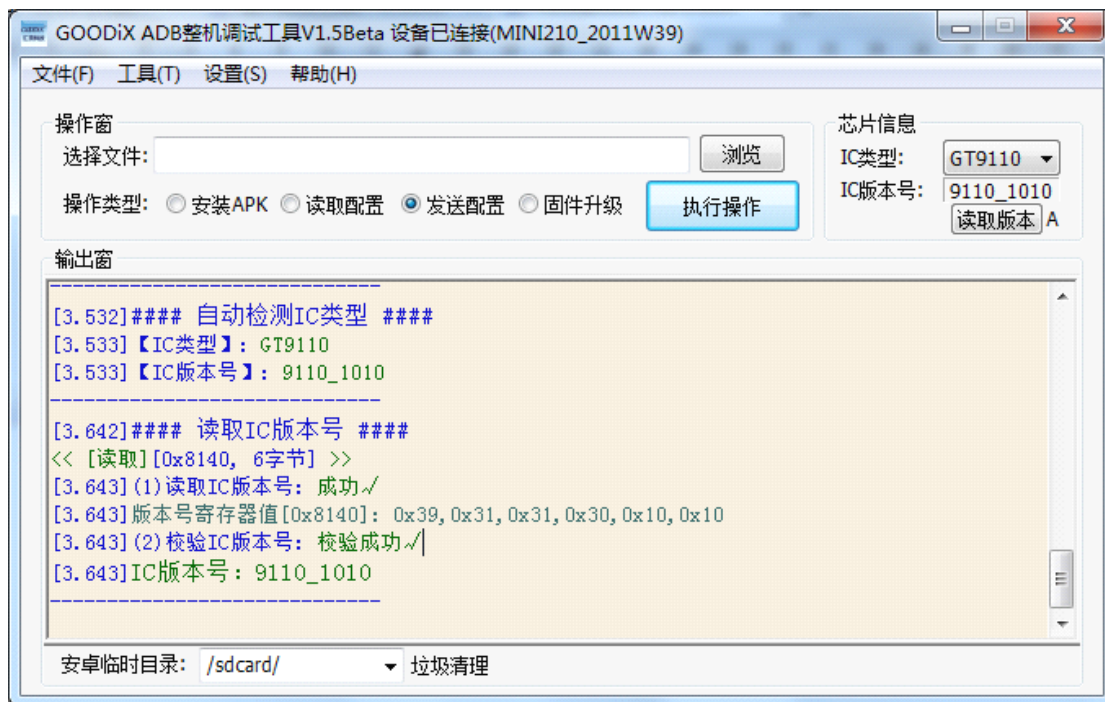 GOODiX ADB整机调试工具V1.5Beta 设备已连接(MINI210_2011W39)
文件(F) 工具(T) 设置(S) 帮助(H)
操作窗
选择文件: 浏览
操作类型: 安装APK 读取配置 发送配置 固件升级 执行操作
芯片信息
IC类型: GT9110
IC版本号: 9110_1010
读取版本 A
输出窗
------------------------------
[3.532]#### 自动检测IC类型 ####
[3.533]【IC类型】: GT9110
[3.533]【IC版本号】: 9110_1010
------------------------------
[3.642]#### 读取IC版本号 ####
<< [读取][0x8140, 6字节] >>
[3.643](1)读取IC版本号: 成功√
[3.643]版本号寄存器值[0x8140]: 0x39,0x31,0x31,0x30,0x10,0x10
[3.643](2)校验IC版本号: 校验成功√
[3.643]IC版本号: 9110_1010
------------------------------
安卓临时目录: /sdcard/ 垃圾清理